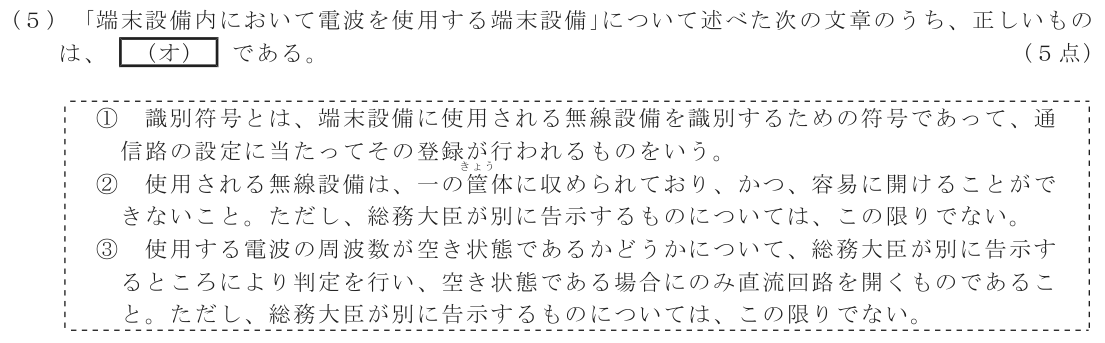 (5) 「端末設備内において電波を使用する端末設備」について述べた次の文章のうち、正しいもの
は、 (オ) である。 (5点)
① 識別符号とは、端末設備に使用される無線設備を識別するための符号であって、通
信路の設定に当たってその登録が行われるものをいう。
きょう
② 使用される無線設備は、一の筐体に収められており、かつ、容易に開けることがで
きないこと。ただし、総務大臣が別に告示するものについては、この限りでない。
③ 使用する電波の周波数が空き状態であるかどうかについて、総務大臣が別に告示す
るところにより判定を行い、空き状態である場合にのみ直流回路を開くものであるこ
と。ただし、総務大臣が別に告示するものについては、この限りでない。